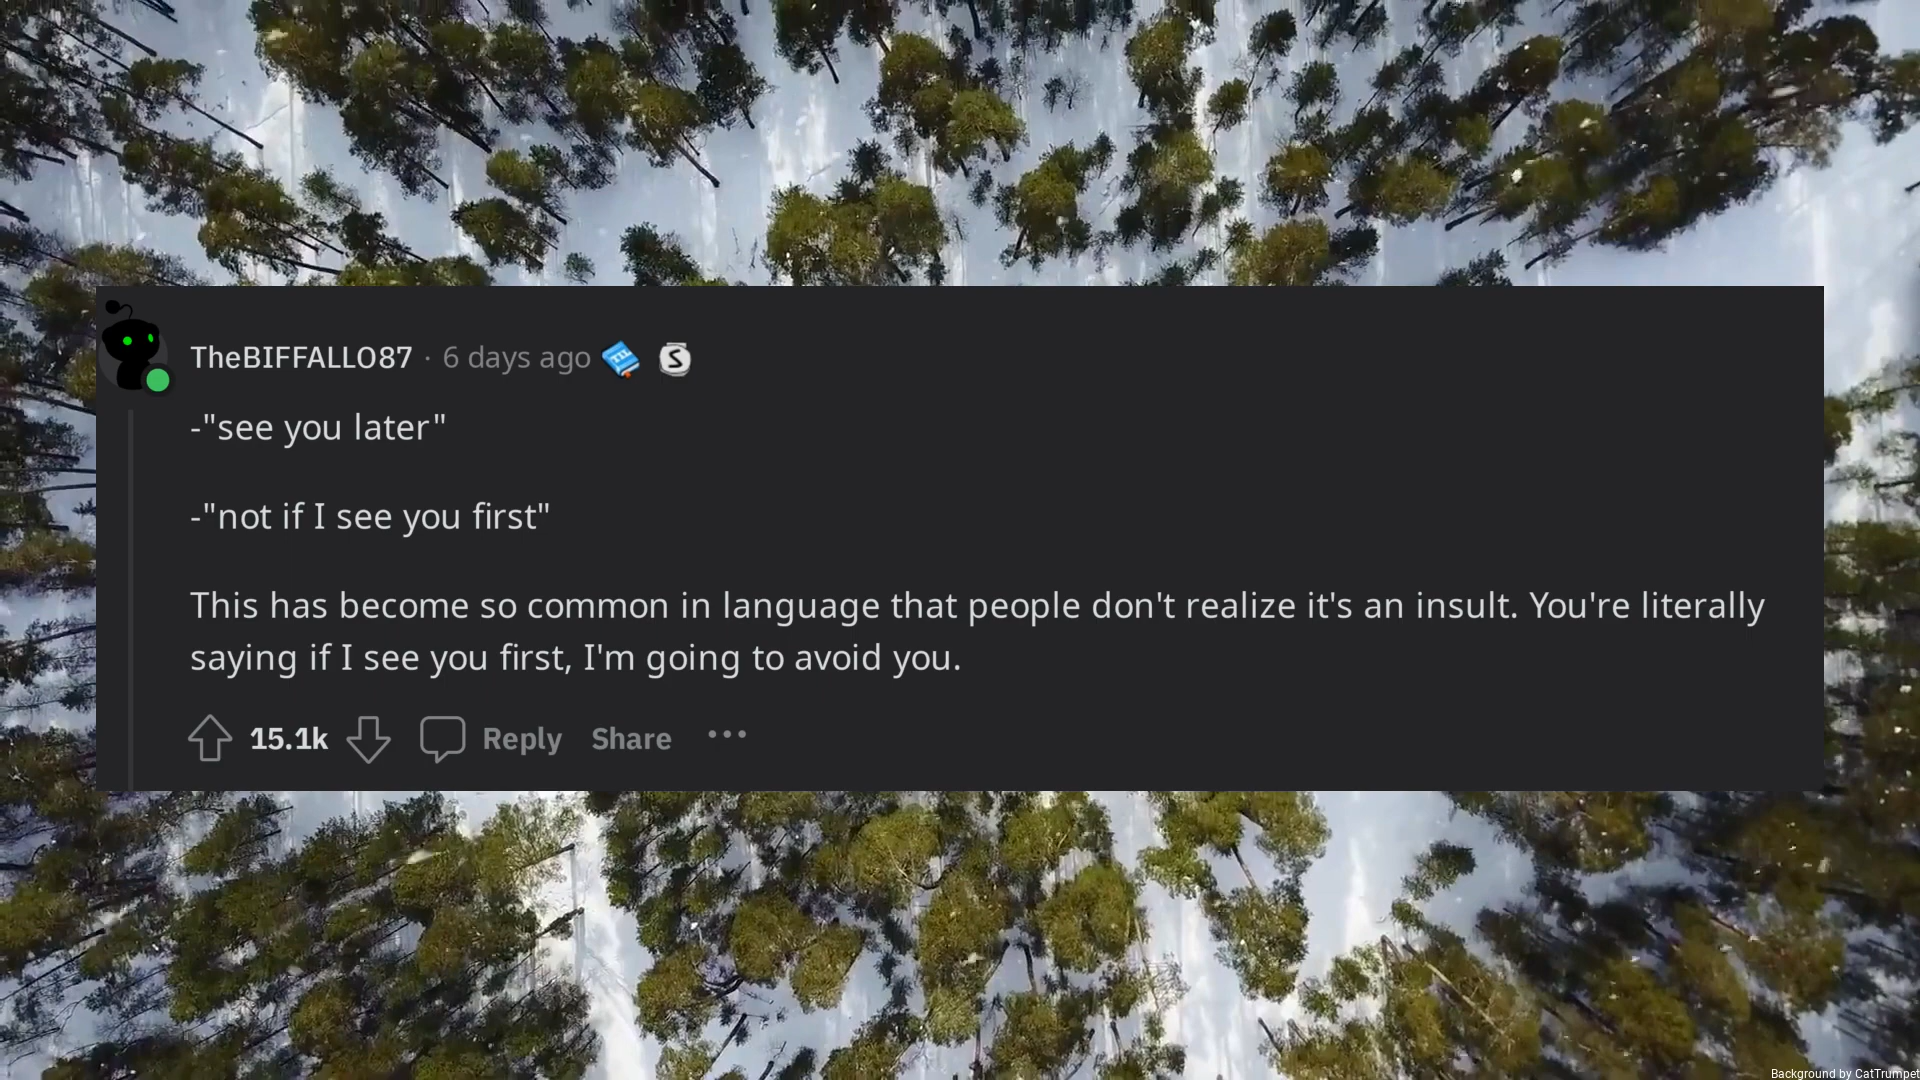 TheBIFFALLO87 · 6 days ago TIL S
-"see you later"
-"not if I see you first"
This has become so common in language that people don't realize it's an insult. You're literally
saying if I see you first, I'm going to avoid you.
15.1k Reply Share •••
Background by CatTrumpet